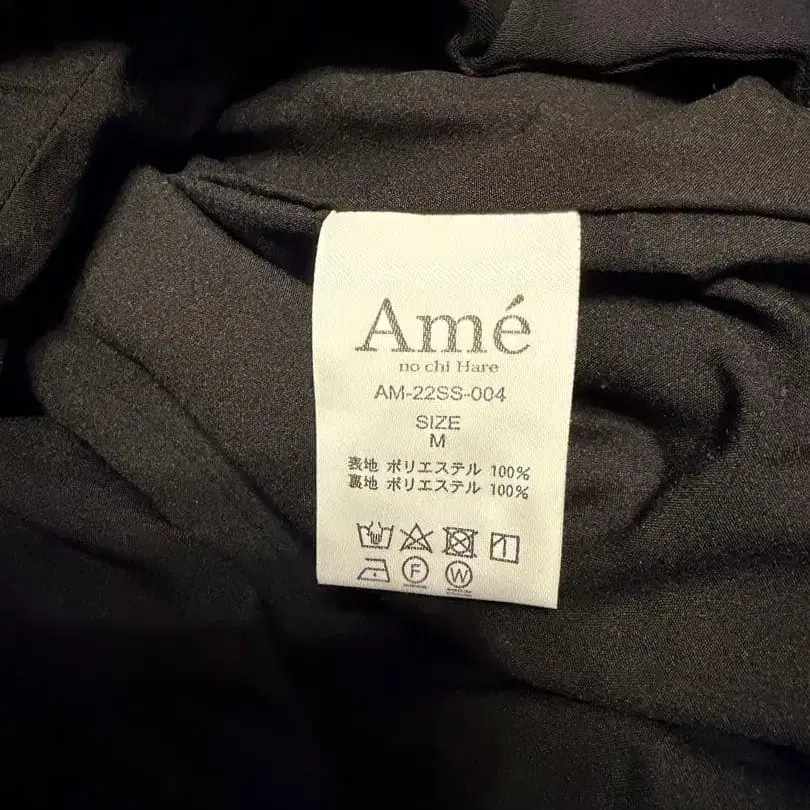 Amé
no chi Hare
AM-22SS-004
SIZE
M
表地 ポリエステル 100%
裏地 ポリエステル 100%
F
W